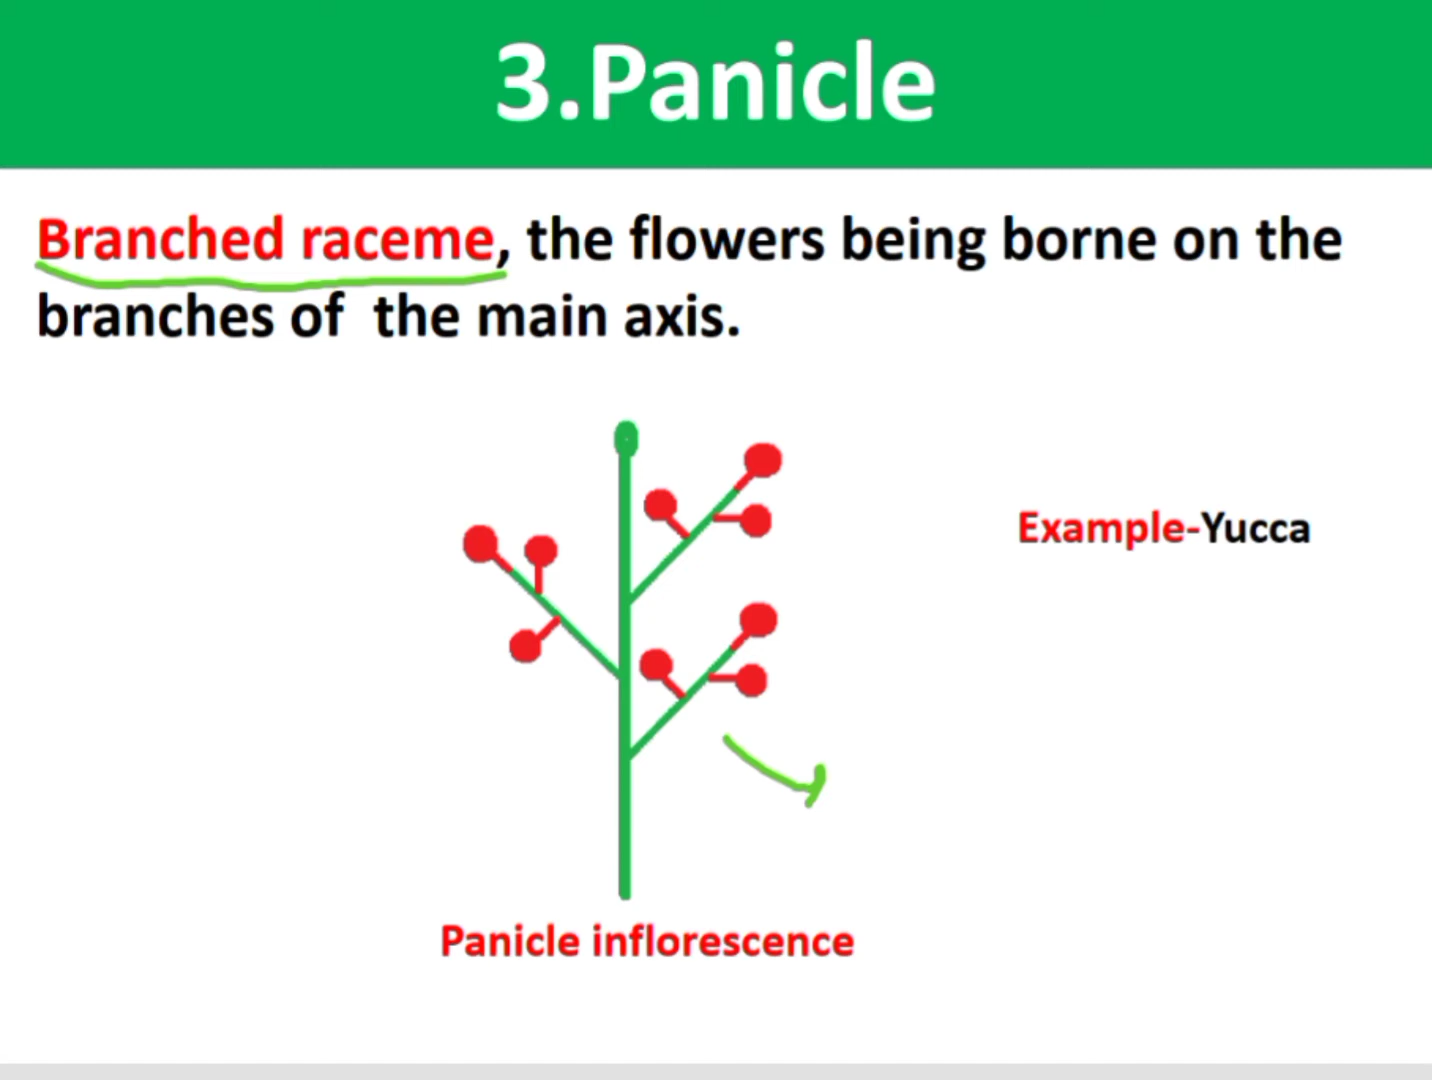 3.Panicle
Branched raceme, the flowers being borne on the
branches of the main axis.
Example-Yucca
Panicle inflorescence